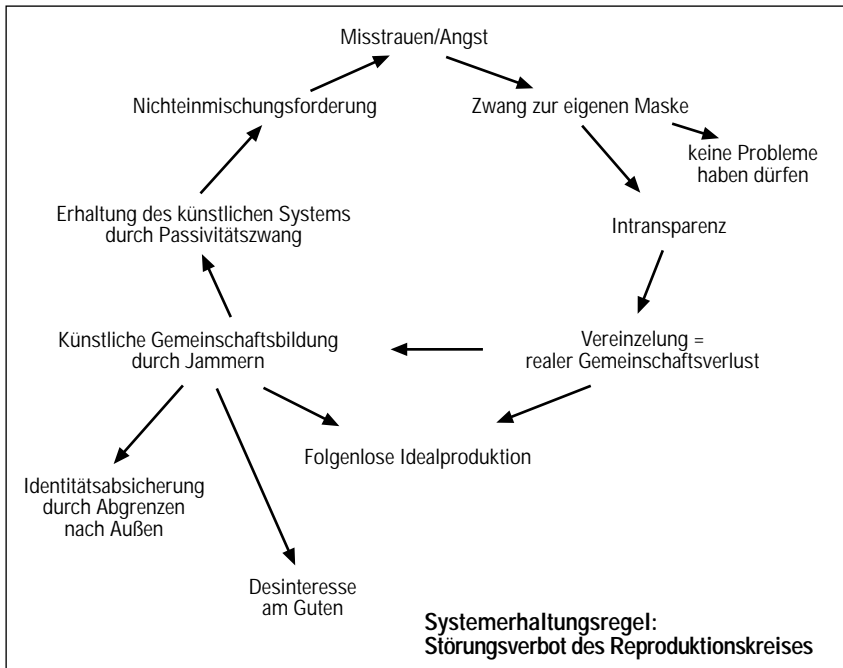 Misstrauen/Angst
Nichteinmischungsforderung
Zwang zur eigenen Maske
keine Probleme
haben dürfen
Erhaltung des künstlichen Systems
durch Passivitätszwang
Intransparenz
Künstliche Gemeinschaftsbildung
durch Jammern
Vereinzelung =
realer Gemeinschaftsverlust
Folgenlose Idealproduktion
Identitätsabsicherung
durch Abgrenzen
nach Außen
Desinteresse
am Guten
Systemerhaltungsregel:
Störungsverbot des Reproduktionskreises